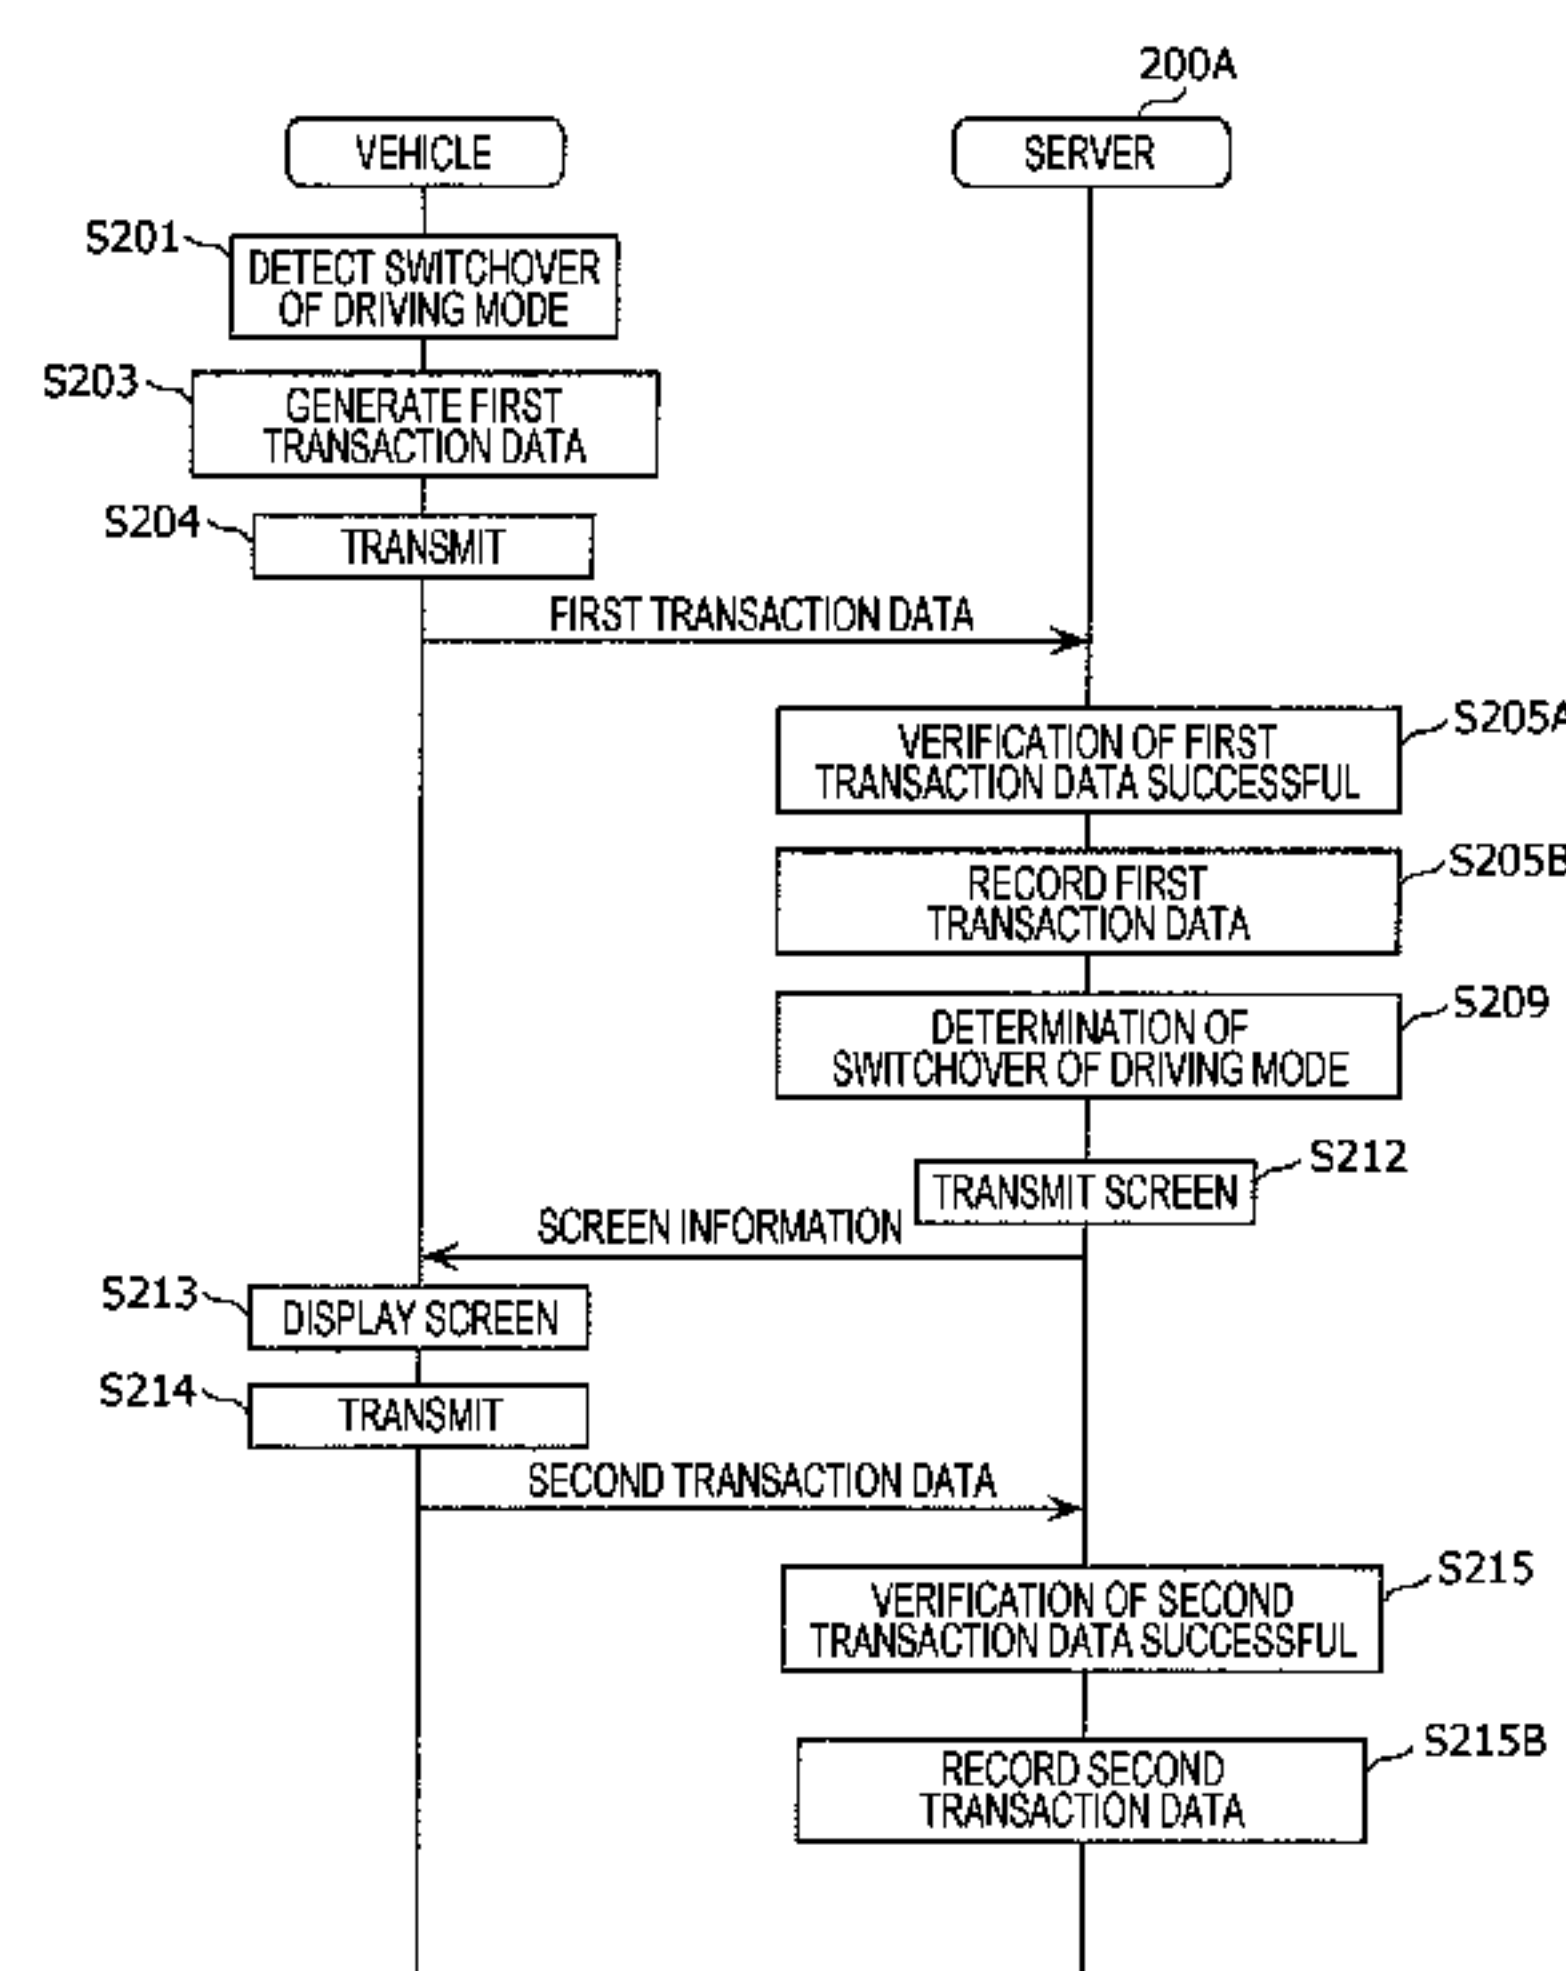 200A
VEHICLE
SERVER
S201
DETECT SWITCHOVER
OF DRIVING MODE
S203
GENERATE FIRST
TRANSACTION DATA
S204
TRANSMIT
FIRST TRANSACTION DATA
S205A
VERIFICATION OF FIRST
TRANSACTION DATA SUCCESSFUL
S205B
RECORD FIRST
TRANSACTION DATA
S209
DETERMINATION OF
SWITCHOVER OF DRIVING MODE
S212
TRANSMIT SCREEN
SCREEN INFORMATION
S213
DISPLAY SCREEN
S214
TRANSMIT
SECOND TRANSACTION DATA
S215
VERIFICATION OF SECOND
TRANSACTION DATA SUCCESSFUL
S215B
RECORD SECOND
TRANSACTION DATA